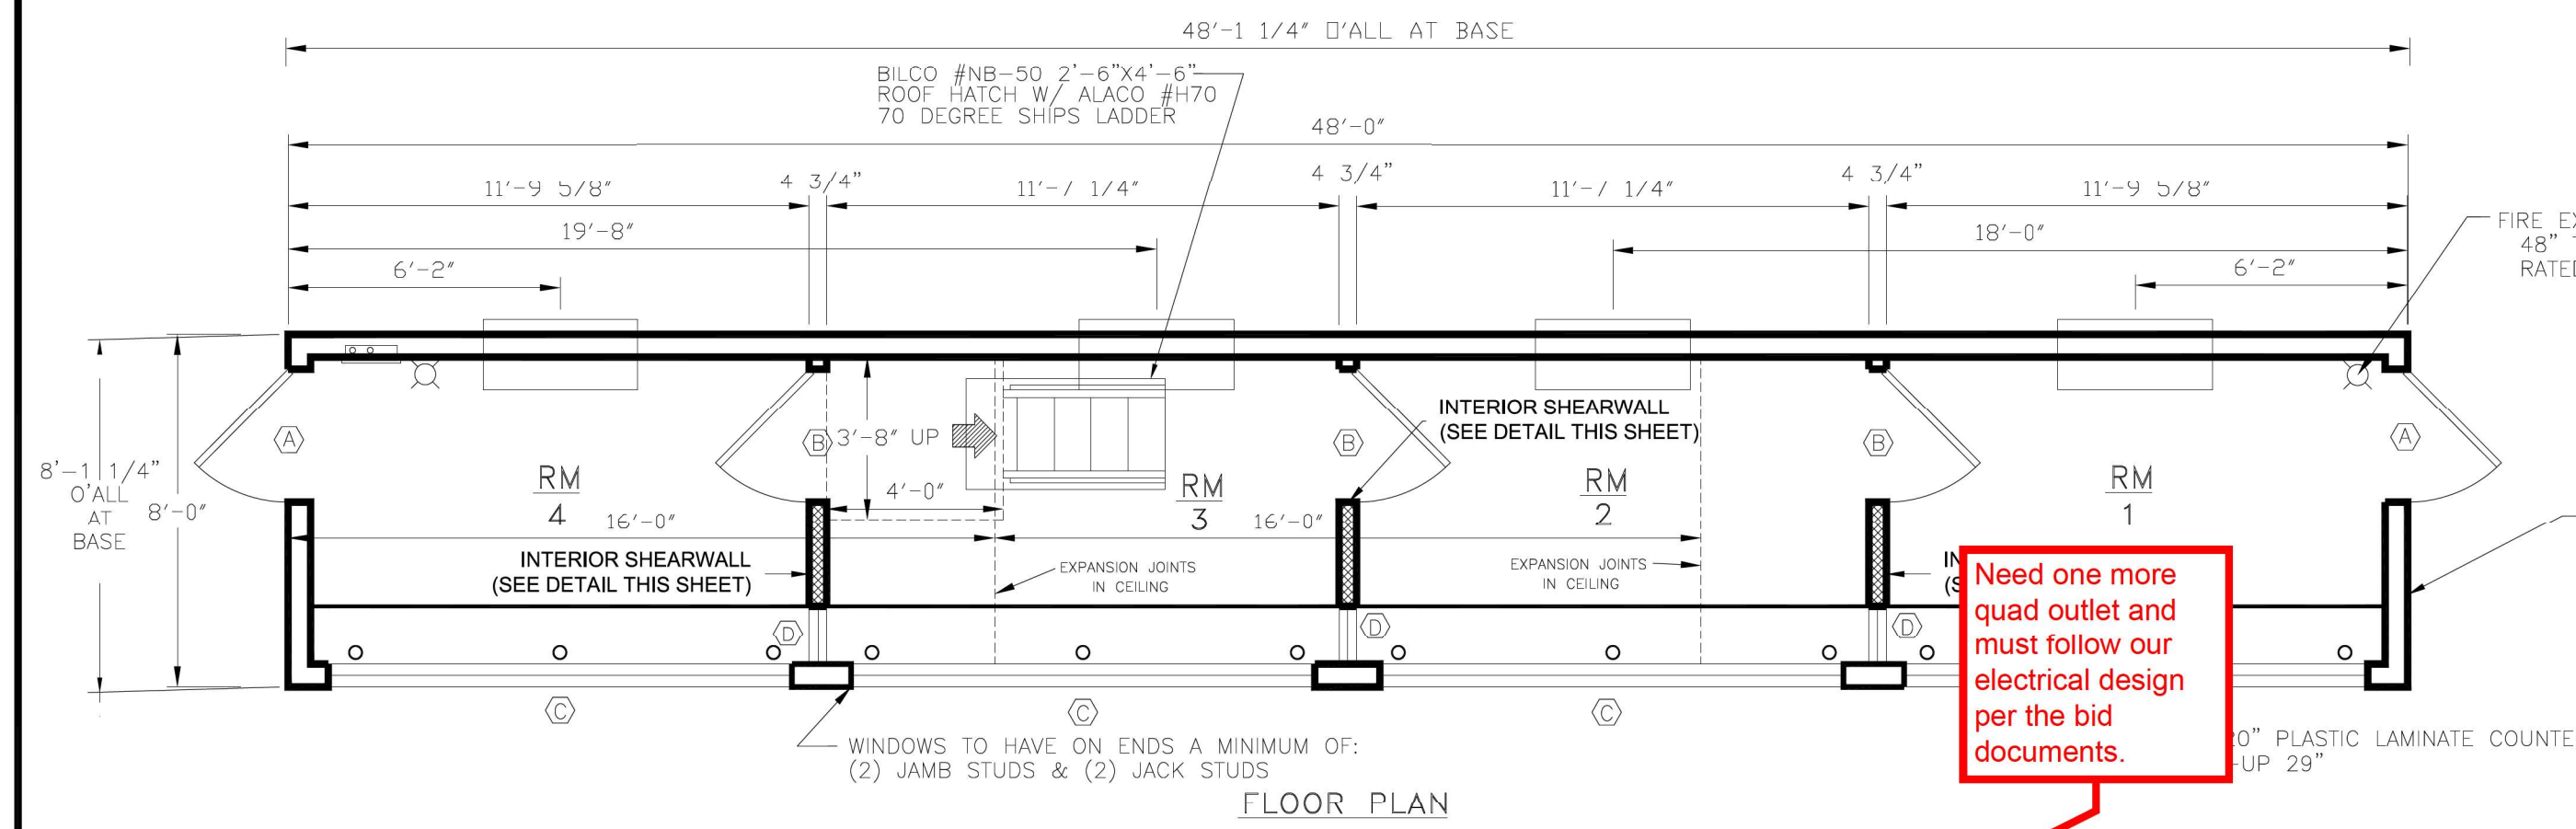 48'-1 1/4" O'ALL AT BASE
BILCO #NB-50 2'-6"X4'-6"
ROOF HATCH W/ ALACO #H70
70 DEGREE SHIPS LADDER
48'-0"
11'-9 5/8"
4 3/4"
11'-7 1/4"
4 3/4"
11'-7 1/4"
4 3/4"
11'-9 5/8"
19'-8"
18'-0"
6'-2"
6'-2"
FIRE EX
48"
RATED
A
B
3'-8" UP
B
INTERIOR SHEARWALL
(SEE DETAIL THIS SHEET)
B
A
8'-1 1/4"
O'ALL
AT
BASE
8'-0"
RM
4
4'-0"
RM
3
RM
2
RM
1
16'-0"
16'-0"
INTERIOR SHEARWALL
(SEE DETAIL THIS SHEET)
EXPANSION JOINTS
IN CEILING
EXPANSION JOINTS
IN CEILING
Need one more
quad outlet and
must follow our
electrical design
per the bid
documents.
D
D
D
C
C
C
WINDOWS TO HAVE ON ENDS A MINIMUM OF:
(2) JAMB STUDS & (2) JACK STUDS
20" PLASTIC LAMINATE COUNTE
-UP 29"
FLOOR PLAN